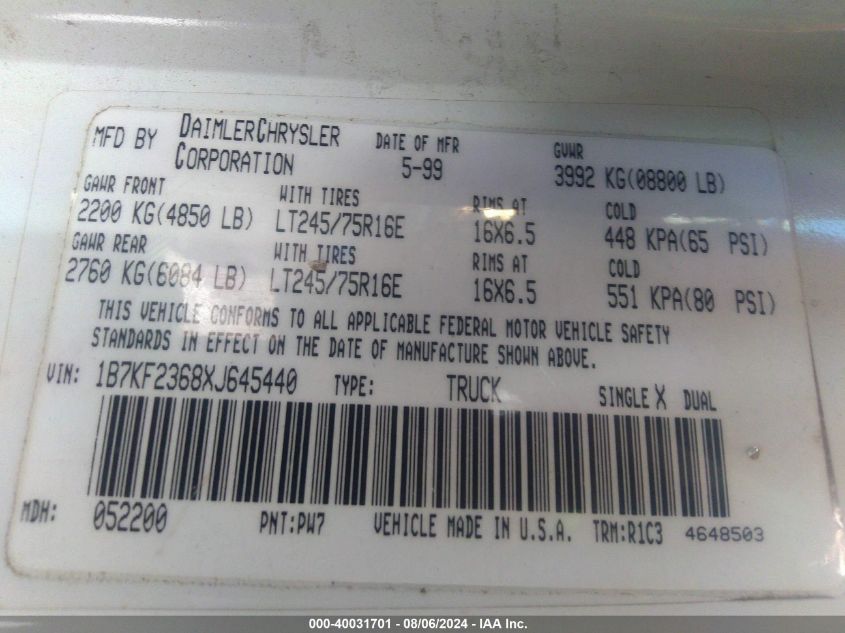 MFD BY DAIMLERCHRYSLER CORPORATION DATE OF MFR 5-99 GVWR 3992 KG(08800 LB)
GAWR FRONT WITH TIRES RIMS AT COLD
2200 KG(4850 LB) LT245/75R16E 16X6.5 448 KPA(65 PSI)
GAWR REAR WITH TIRES RIMS AT COLD
2760 KG(6084 LB) LT245/75R16E 16X6.5 551 KPA(80 PSI)
THIS VEHICLE CONFORMS TO ALL APPLICABLE FEDERAL MOTOR VEHICLE SAFETY
STANDARDS IN EFFECT ON THE DATE OF MANUFACTURE SHOWN ABOVE.
VIN: 1B7KF2368XJ645440 TYPE: TRUCK SINGLE X DUAL
MDH: 052200 PNT:PW7 VEHICLE MADE IN U.S.A. TRM:R1C3 4648503
000-40031701 - 08/06/2024 - IAA Inc.